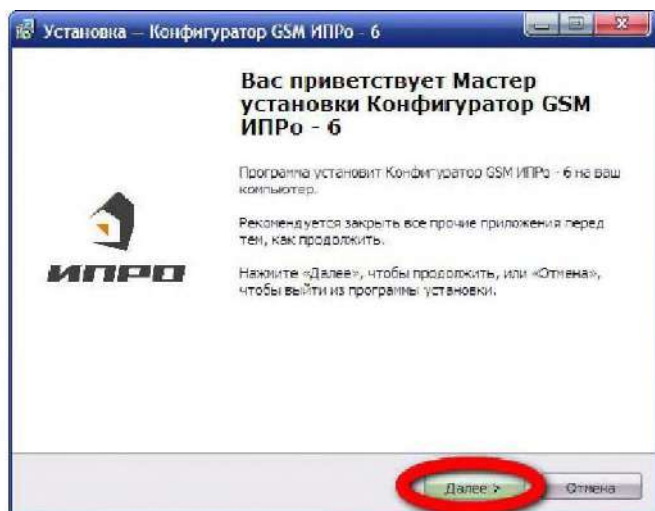 Установка — Конфигуратор GSM ИПРо - 6
Вас приветствует Мастер
установки Конфигуратор GSM
ИПРо - 6
Программа установит Конфигуратор GSM ИПРо - 6 на ваш
компьютер.
Рекомендуется закрыть все прочие приложения перед
тем, как продолжить.
Нажмите «Далее», чтобы продолжить, или «Отмена»,
чтобы выйти из программы установки.
ИПРО
Далее >
Отмена